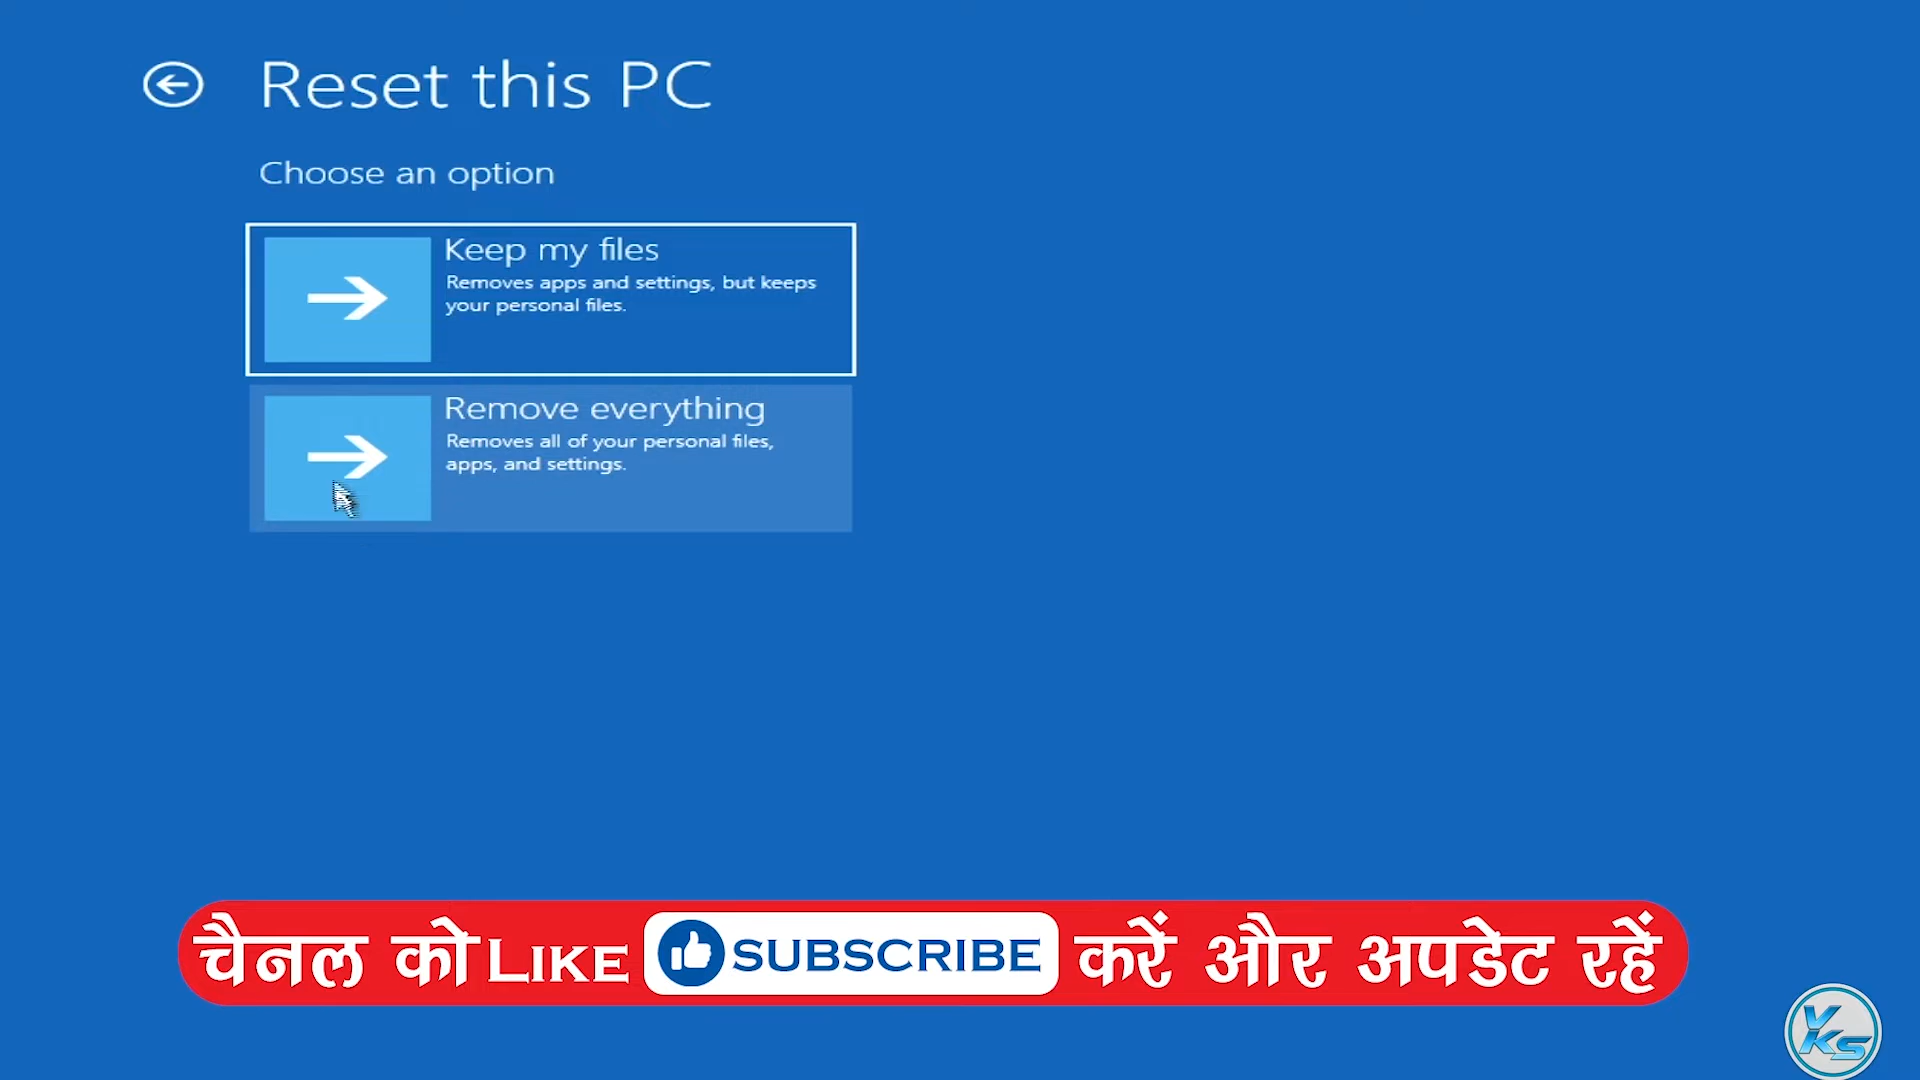 Reset this PC
Choose an option
Keep my files
Removes apps and settings, but keeps
your personal files.
Remove everything
Removes all of your personal files,
apps, and settings.
चैनल को LIKE SUBSCRIBE करें और अपडेट रहें
VKS